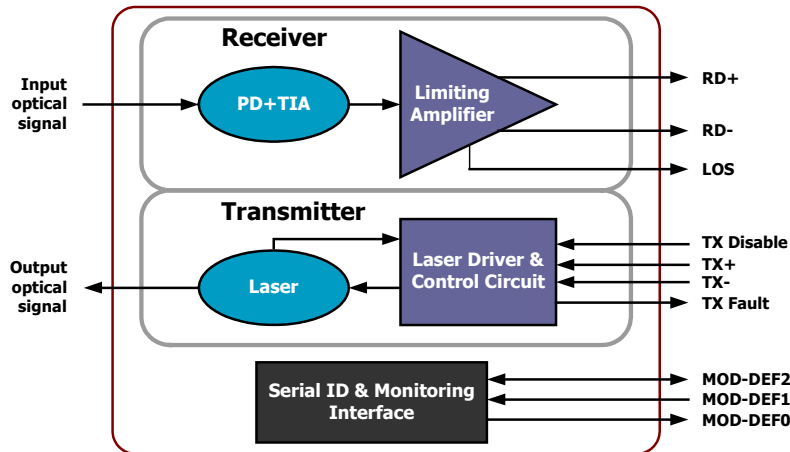 Receiver
Input
optical
signal
PD+TIA
Limiting
Amplifier
RD+
RD-
LOS
Transmitter
Output
optical
signal
Laser
Laser Driver &
Control Circuit
TX Disable
TX+
TX-
TX Fault
Serial ID & Monitoring
Interface
MOD-DEF2
MOD-DEF1
MOD-DEF0